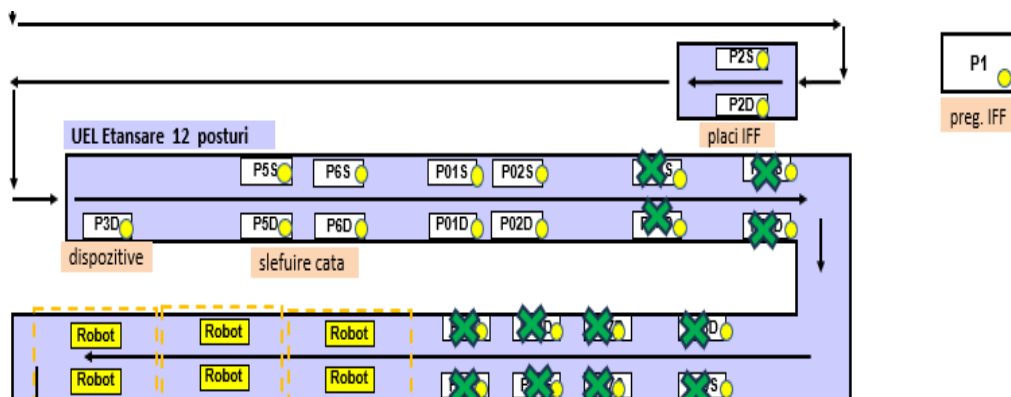 P2S
P1
P2D
preg. IFF
placi IFF
UEL Etansare 12 posturi
P5S
P6S
P01S
P02S
P3D
P5D
P6D
P01D
P02D
dispozitive
slefuire cata
Robot
Robot
Robot
Robot
Robot
Robot